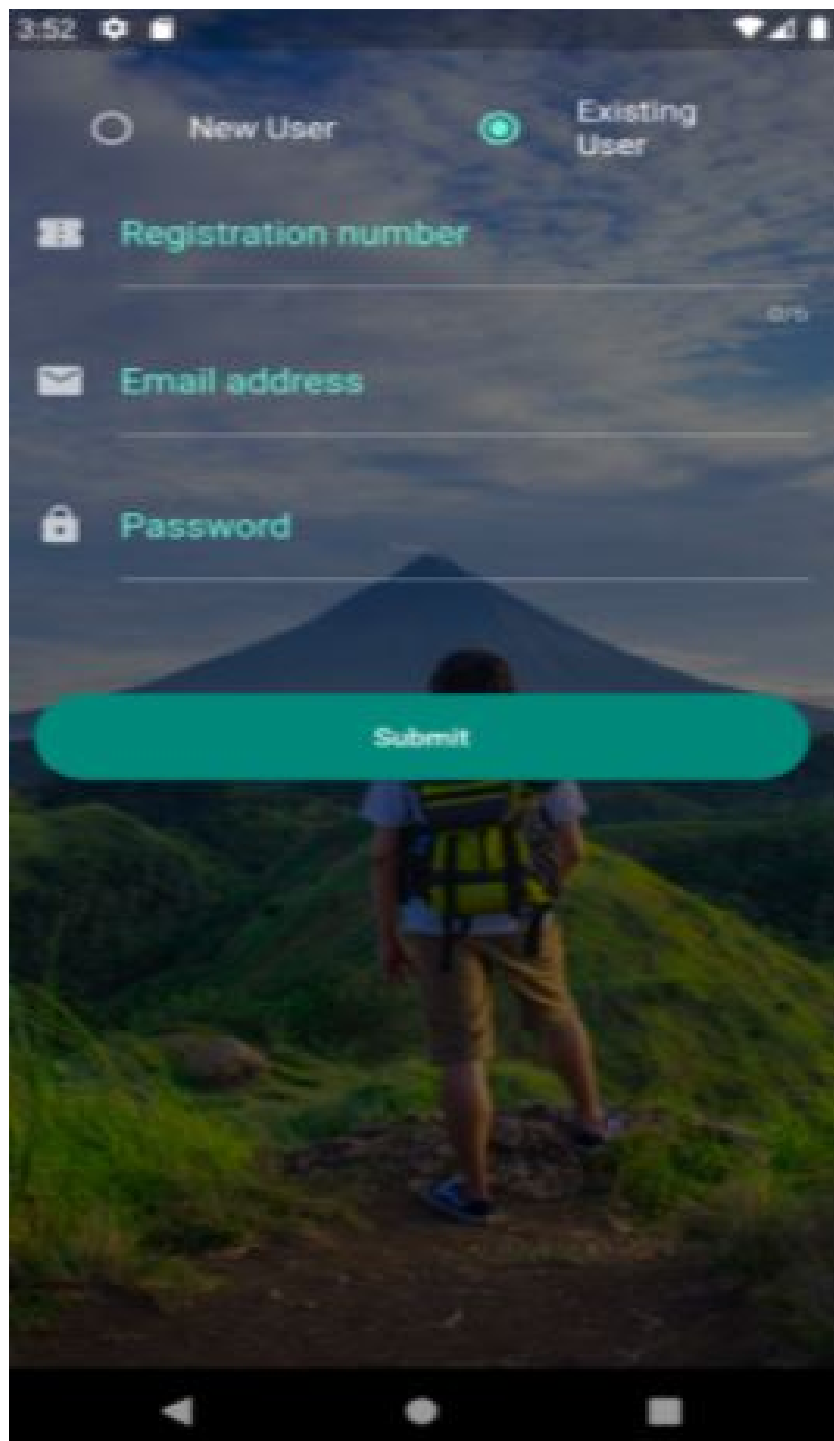 3:52
New User
Existing
User
Registration number
Email address
Password
Submit